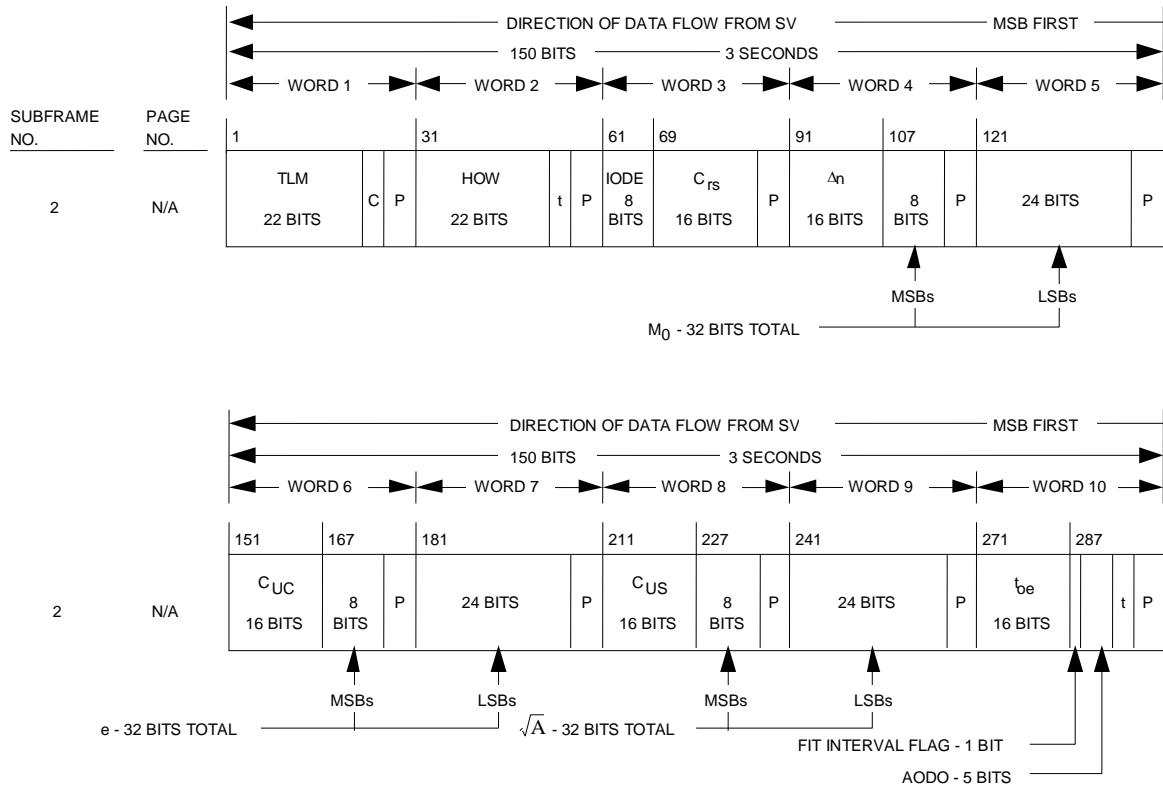 DIRECTION OF DATA FLOW FROM SV MSB FIRST
150 BITS 3 SECONDS
WORD 1 WORD 2 WORD 3 WORD 4 WORD 5
SUBFRAME NO. PAGE NO.
1 31 61 69 91 107 121
2 N/A
TLM 22 BITS C P HOW 22 BITS t P IODE 8 BITS Crs 16 BITS P Δn 16 BITS 8 BITS P 24 BITS P
MSBs LSBs
M0 - 32 BITS TOTAL
DIRECTION OF DATA FLOW FROM SV MSB FIRST
150 BITS 3 SECONDS
WORD 6 WORD 7 WORD 8 WORD 9 WORD 10
151 167 181 211 227 241 271 287
2 N/A
CUC 16 BITS 8 BITS P 24 BITS P CUS 16 BITS 8 BITS P 24 BITS P toe 16 BITS t P
MSBs LSBs MSBs LSBs
e - 32 BITS TOTAL √A - 32 BITS TOTAL
FIT INTERVAL FLAG - 1 BIT
AODO - 5 BITS